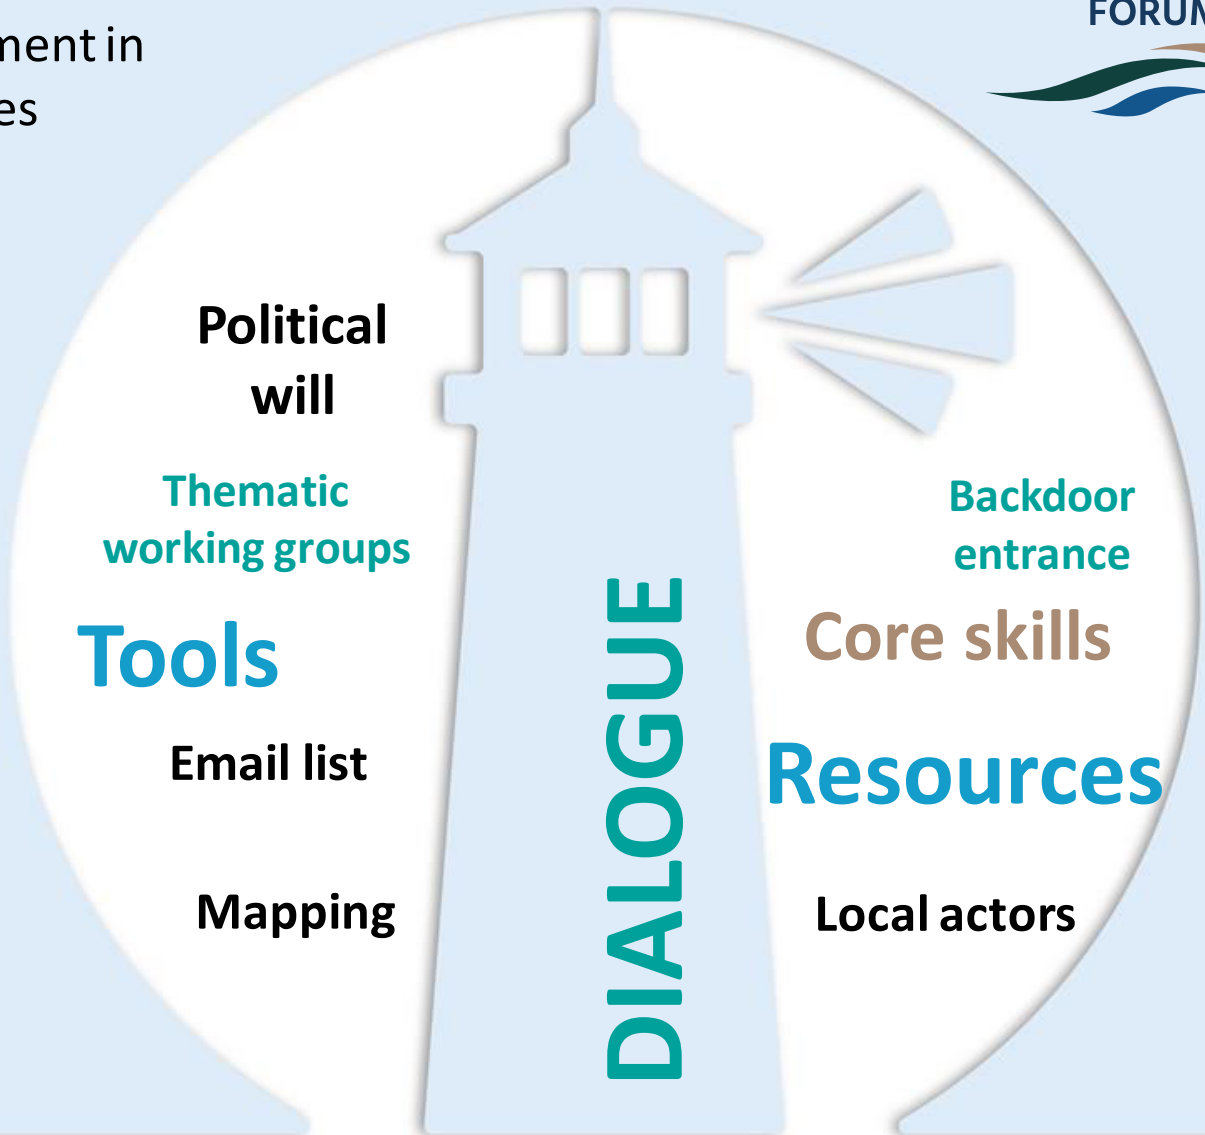 ment in
es
FORUM
Political
will
Thematic
working groups
Backdoor
entrance
Tools
Core skills
Email list
Resources
Mapping
Local actors
DIALOGUE